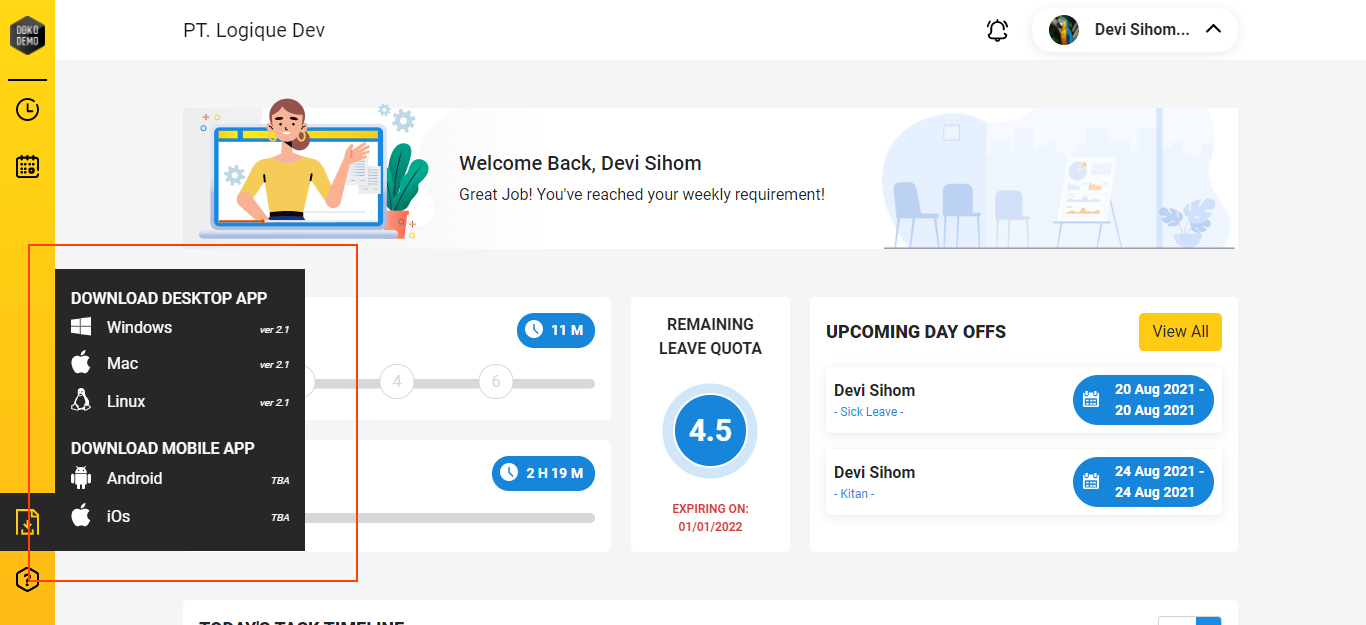 DOKO
DEMO
PT. Logique Dev
Devi Sihom...
Welcome Back, Devi Sihom
Great Job! You've reached your weekly requirement!
DOWNLOAD DESKTOP APP
Windows ver 2.1
Mac ver 2.1
Linux ver 2.1
DOWNLOAD MOBILE APP
Android TBA
iOs TBA
11 M
4 6
2 H 19 M
REMAINING
LEAVE QUOTA
4.5
EXPIRING ON:
01/01/2022
UPCOMING DAY OFFS
View All
Devi Sihom
- Sick Leave -
20 Aug 2021 -
20 Aug 2021
Devi Sihom
- Kitan -
24 Aug 2021 -
24 Aug 2021
TODAY'S TASK TIMELINE